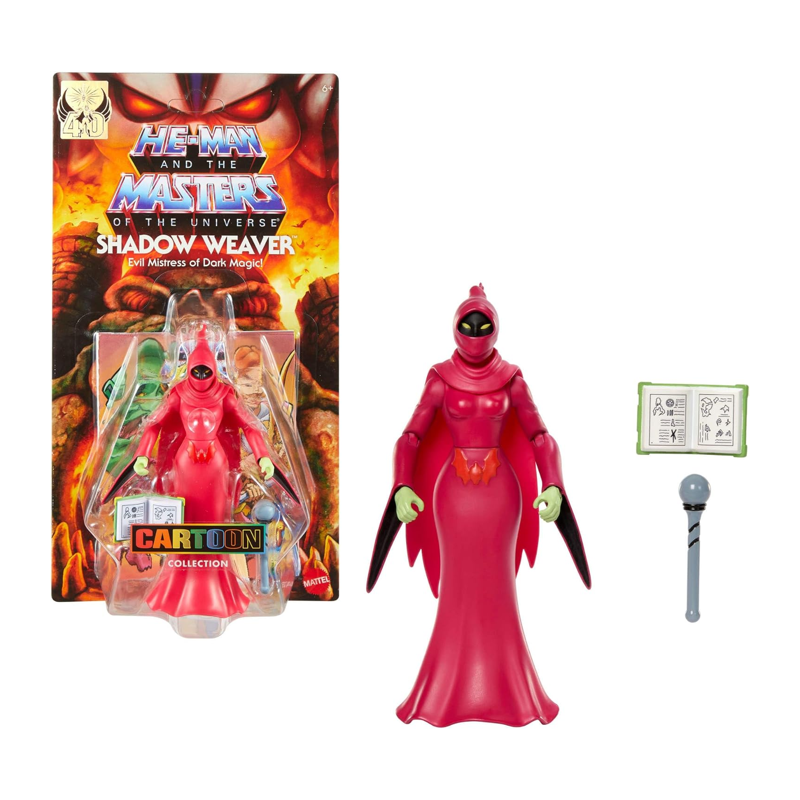 40
6+
HE-MAN
AND THE
MASTERS
OF THE UNIVERSE®
SHADOW WEAVER™
Evil Mistress of Dark Magic!
CARTOON
COLLECTION
MATTEL